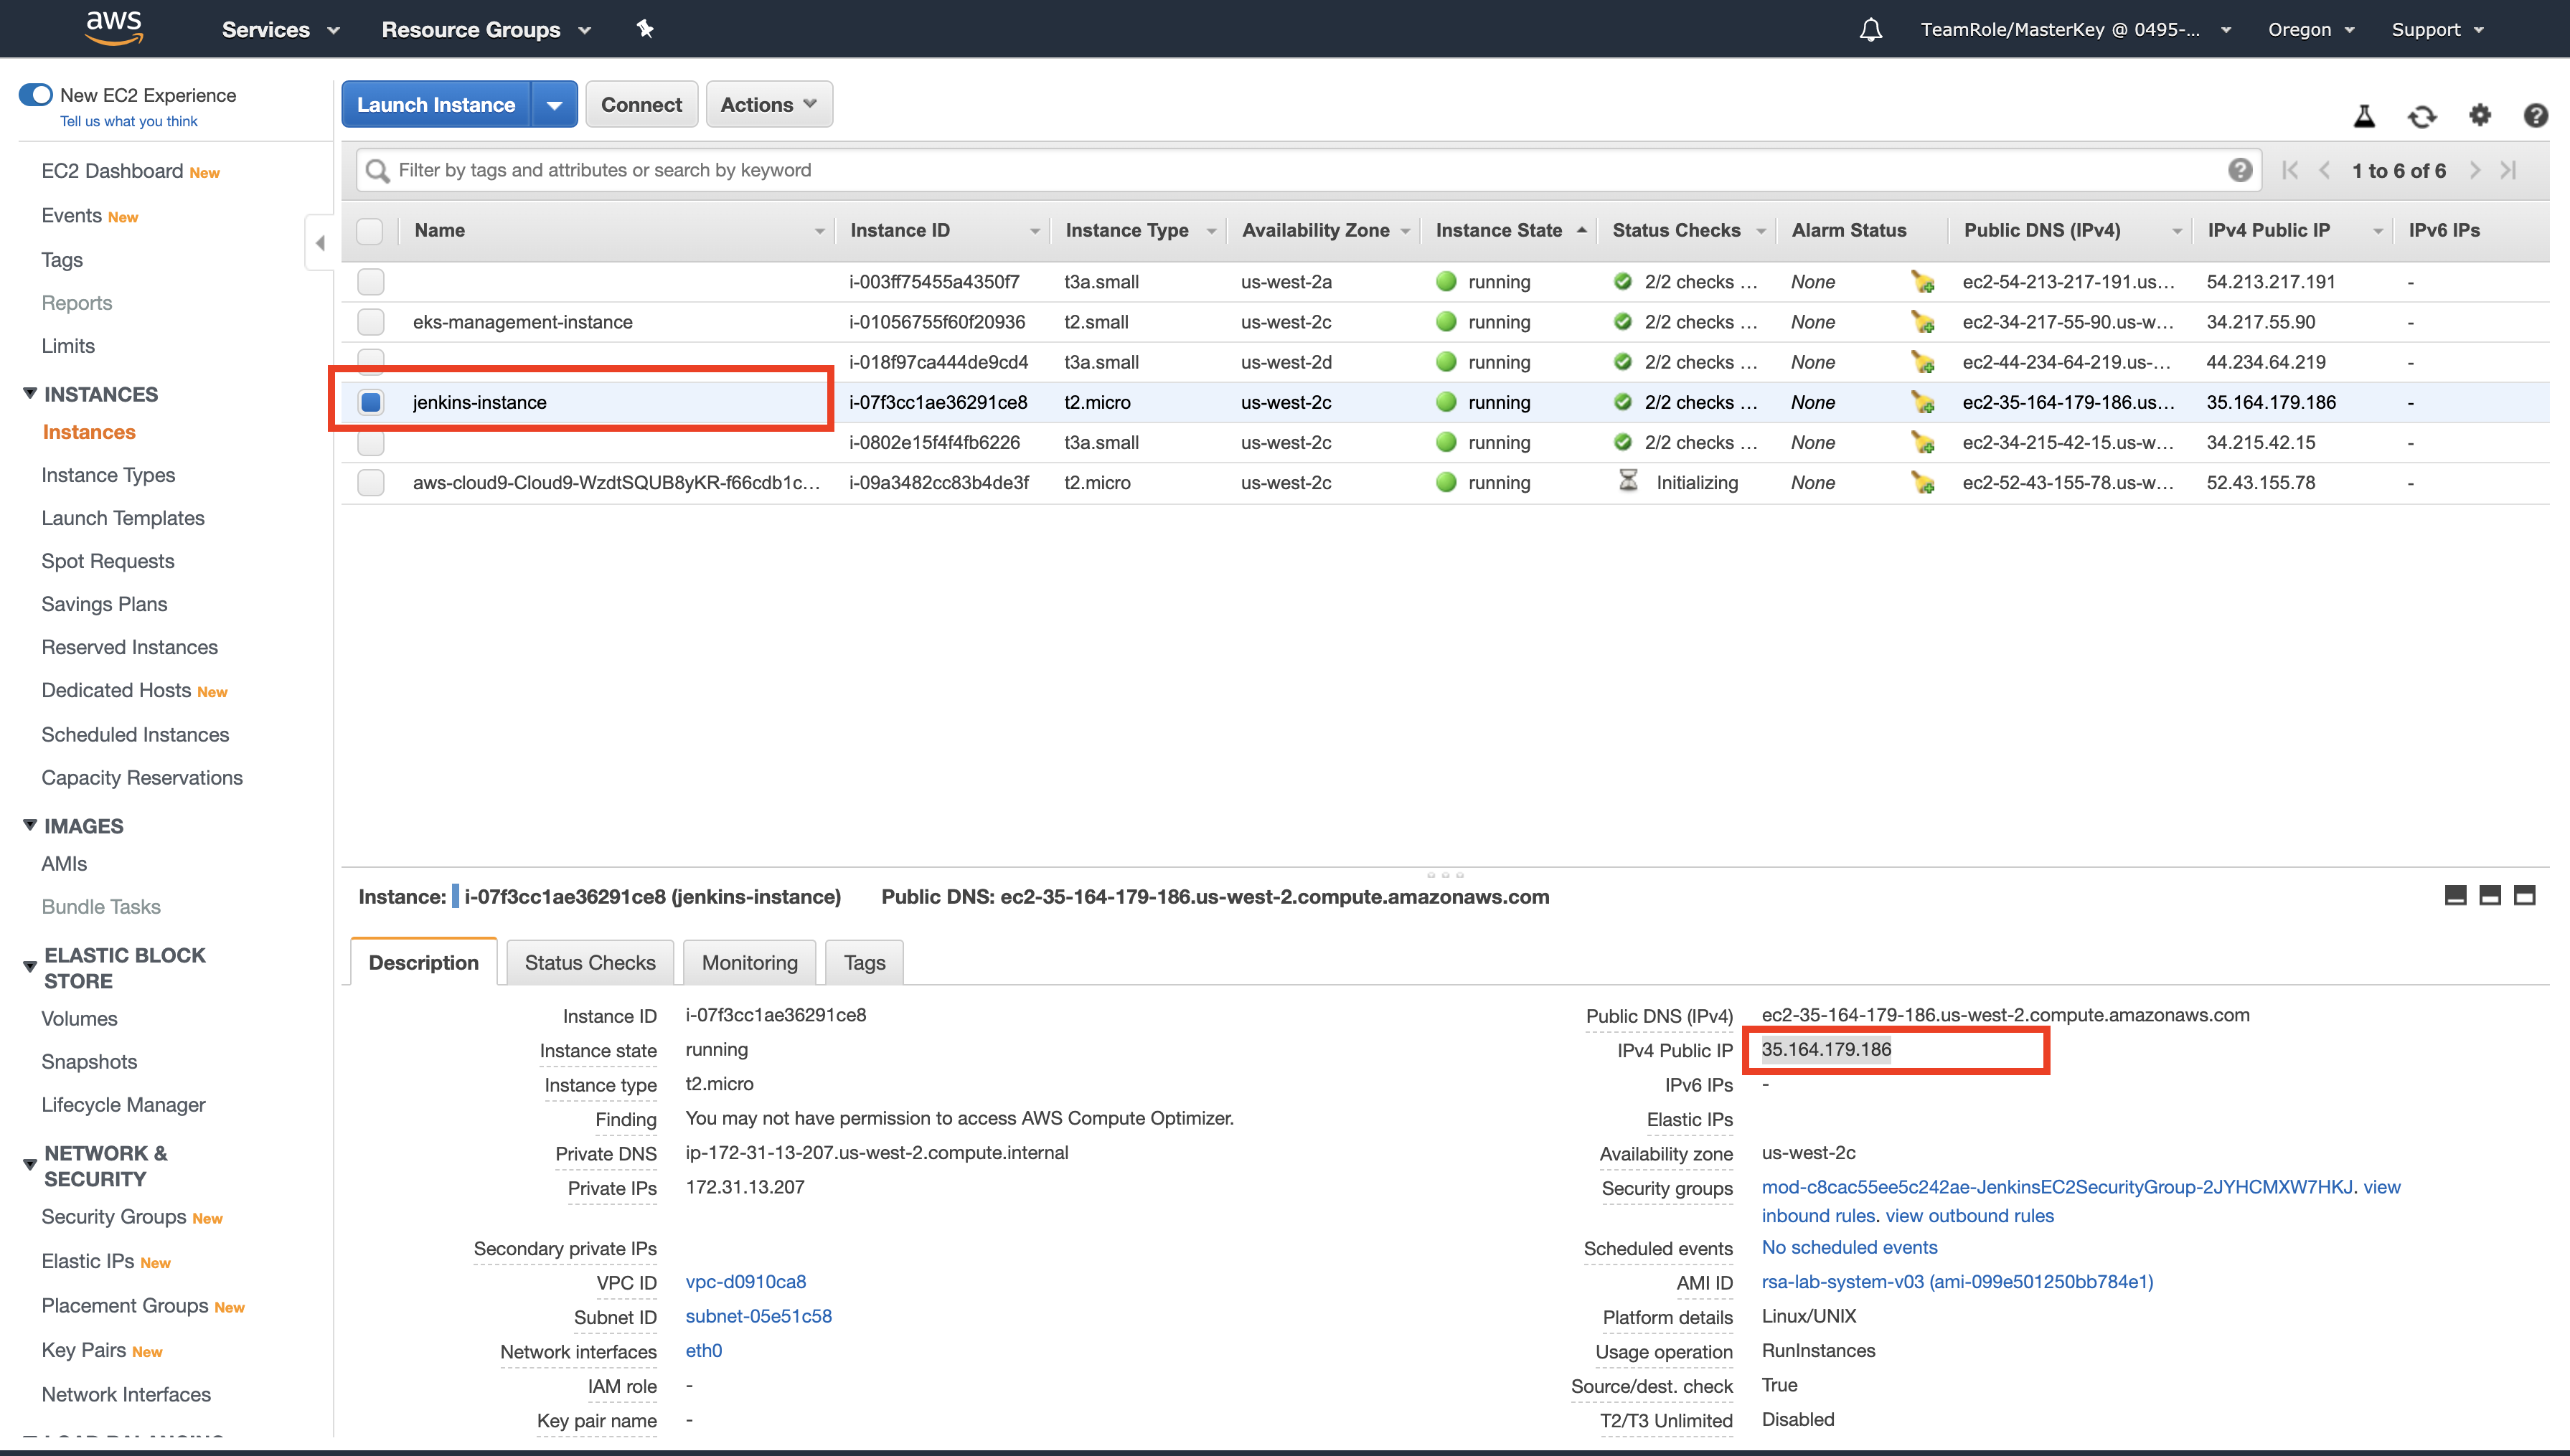 aws Services Resource Groups TeamRole/MasterKey @ 0495-... Oregon Support
New EC2 Experience
Tell us what you think
EC2 Dashboard New
Events New
Tags
Reports
Limits
INSTANCES
Instances
Instance Types
Launch Templates
Spot Requests
Savings Plans
Reserved Instances
Dedicated Hosts New
Scheduled Instances
Capacity Reservations
IMAGES
AMIs
Bundle Tasks
ELASTIC BLOCK
STORE
Volumes
Snapshots
Lifecycle Manager
NETWORK &
SECURITY
Security Groups New
Elastic IPs New
Placement Groups New
Key Pairs New
Network Interfaces
Launch Instance Connect Actions
Filter by tags and attributes or search by keyword 1 to 6 of 6
Name Instance ID Instance Type Availability Zone Instance State Status Checks Alarm Status Public DNS (IPv4) IPv4 Public IP IPv6 IPs
i-003ff75455a4350f7 t3a.small us-west-2a running 2/2 checks ... None ec2-54-213-217-191.us... 54.213.217.191 -
eks-management-instance i-01056755f60f20936 t2.small us-west-2c running 2/2 checks ... None ec2-34-217-55-90.us-w... 34.217.55.90 -
i-018f97ca444de9cd4 t3a.small us-west-2d running 2/2 checks ... None ec2-44-234-64-219.us-... 44.234.64.219 -
jenkins-instance i-07f3cc1ae36291ce8 t2.micro us-west-2c running 2/2 checks ... None ec2-35-164-179-186.us... 35.164.179.186 -
i-0802e15f4f4fb6226 t3a.small us-west-2c running 2/2 checks ... None ec2-34-215-42-15.us-w... 34.215.42.15 -
aws-cloud9-Cloud9-WzdtSQUB8yKR-f66cdb1c... i-09a3482cc83b4de3f t2.micro us-west-2c running Initializing None ec2-52-43-155-78.us-w... 52.43.155.78 -
Instance: i-07f3cc1ae36291ce8 (jenkins-instance) Public DNS: ec2-35-164-179-186.us-west-2.compute.amazonaws.com
Description Status Checks Monitoring Tags
Instance ID i-07f3cc1ae36291ce8
Instance state running
Instance type t2.micro
Finding You may not have permission to access AWS Compute Optimizer.
Private DNS ip-172-31-13-207.us-west-2.compute.internal
Private IPs 172.31.13.207
Secondary private IPs
VPC ID vpc-d0910ca8
Subnet ID subnet-05e51c58
Network interfaces eth0
IAM role -
Key pair name -
Public DNS (IPv4) ec2-35-164-179-186.us-west-2.compute.amazonaws.com
IPv4 Public IP 35.164.179.186
IPv6 IPs -
Elastic IPs
Availability zone us-west-2c
Security groups mod-c8cac55ee5c242ae-JenkinsEC2SecurityGroup-2JYHCMXW7HKJ. view
inbound rules. view outbound rules
Scheduled events No scheduled events
AMI ID rsa-lab-system-v03 (ami-099e501250bb784e1)
Platform details Linux/UNIX
Usage operation RunInstances
Source/dest. check True
T2/T3 Unlimited Disabled